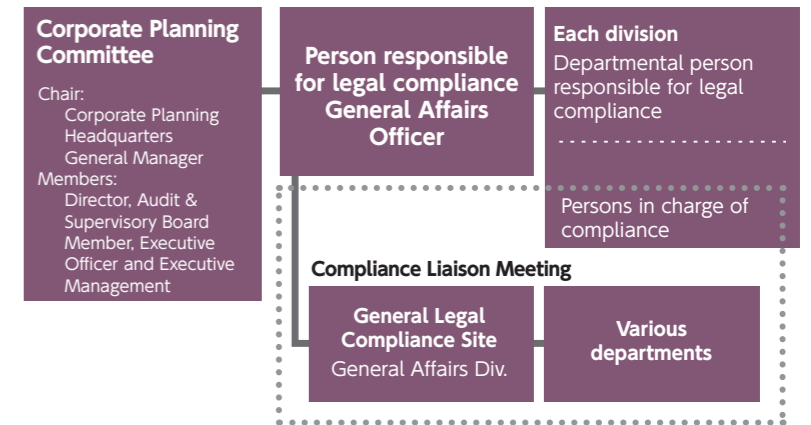 Corporate Planning
Committee
Chair:
Corporate Planning
Headquarters
General Manager
Members:
Director, Audit &
Supervisory Board
Member, Executive
Officer and Executive
Management
Person responsible
for legal compliance
General Affairs
Officer
Each division
Departmental person
responsible for legal
compliance
Persons in charge of
compliance
Compliance Liaison Meeting
General Legal
Compliance Site
General Affairs Div.
Various
departments